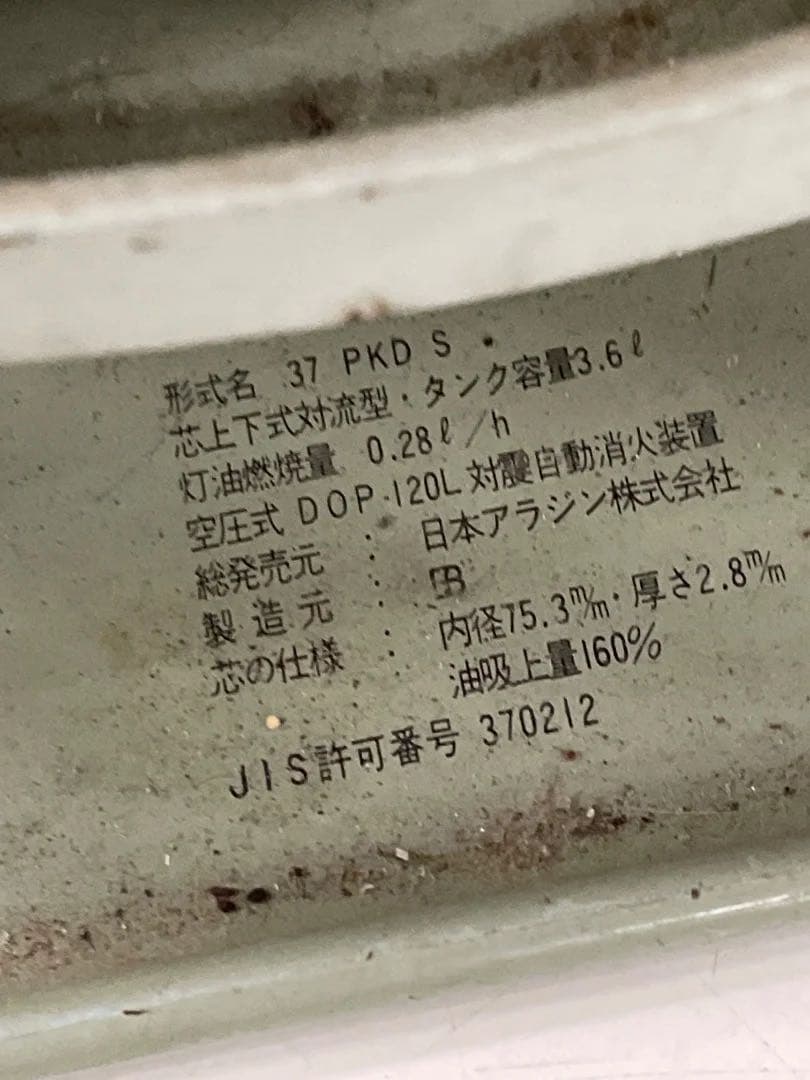 形式名 37 PKD S
芯上下式対流型・タンク容量3.6ℓ
灯油燃焼量 0.28ℓ/h
空圧式 DOP-120L 対震自動消火装置
総発売元 : 日本アラジン株式会社
製造元 :
芯の仕様 : 内径75.3m/m・厚さ2.8m/m
油吸上量160%
JIS許可番号 370212